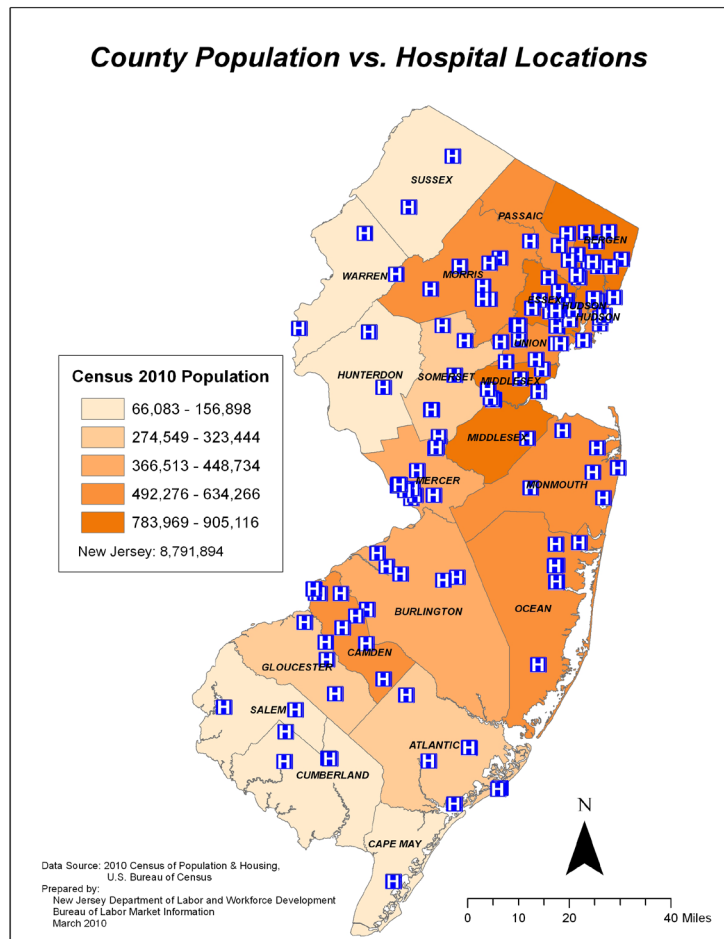 County Population vs. Hospital Locations
SUSSEX
PASSAIC
BERGEN
WARREN
MORRIS
ESSEX
HUDSON
HUDSON
UNION
HUNTERDON
SOMERSET
MIDDLESEX
MIDDLESEX
MERCER
MONMOUTH
Census 2010 Population
66,083 - 156,898
274,549 - 323,444
366,513 - 448,734
492,276 - 634,266
783,969 - 905,116
New Jersey: 8,791,894
BURLINGTON
OCEAN
CAMDEN
GLOUCESTER
SALEM
ATLANTIC
CUMBERLAND
CAPE MAY
N
Data Source: 2010 Census of Population & Housing,
U.S. Bureau of Census
Prepared by:
New Jersey Department of Labor and Workforce Development
Bureau of Labor Market Information
March 2010
0 10 20 40 Miles